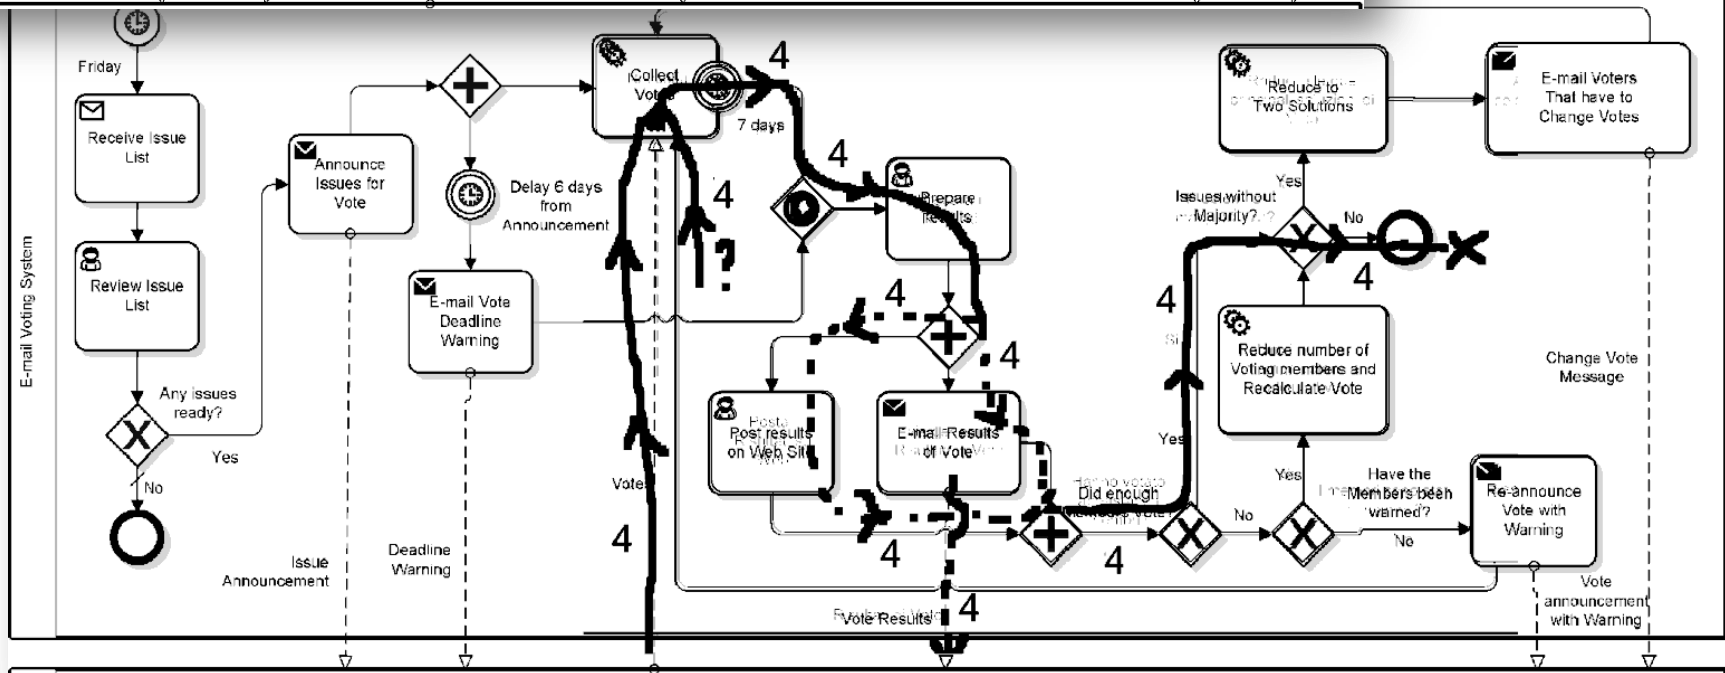 E-mail Voting System
Friday
Receive Issue
List
Review Issue
List
Any issues
ready?
Yes
No
Announce
Issues for
Vote
Issue
Announcement
Delay 6 days
from
Announcement
E-mail Vote
Deadline
Warning
Deadline
Warning
Collect
Votes
7 days
4
4
4
?
Votes
4
Prepare
Results
4
4
Post results
on Web Site
E-mail Results
of Vote
4
4
Vote Results
4
Did enough
Members Vote?
Yes
No
4
Have the
Members been
warned?
Yes
No
Reduce number of
Voting members and
Recalculate Vote
Issues without
Majority?
Yes
No
4
Reduce to
Two Solutions
E-mail Voters
That have to
Change Votes
Change Vote
Message
Re-announce
Vote with
Warning
Vote
announcement
with Warning